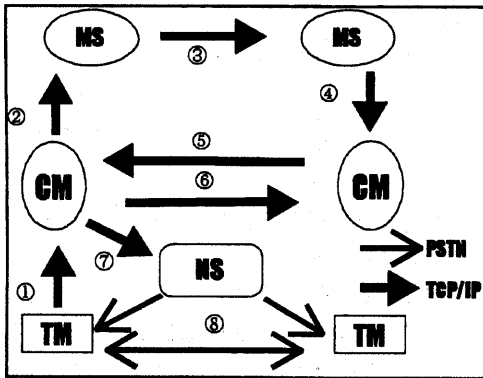 MS
MS
③
②
④
⑤
CM
CM
⑥
⑦
NS
PSTN
①
TCP/IP
⑧
TM
TM